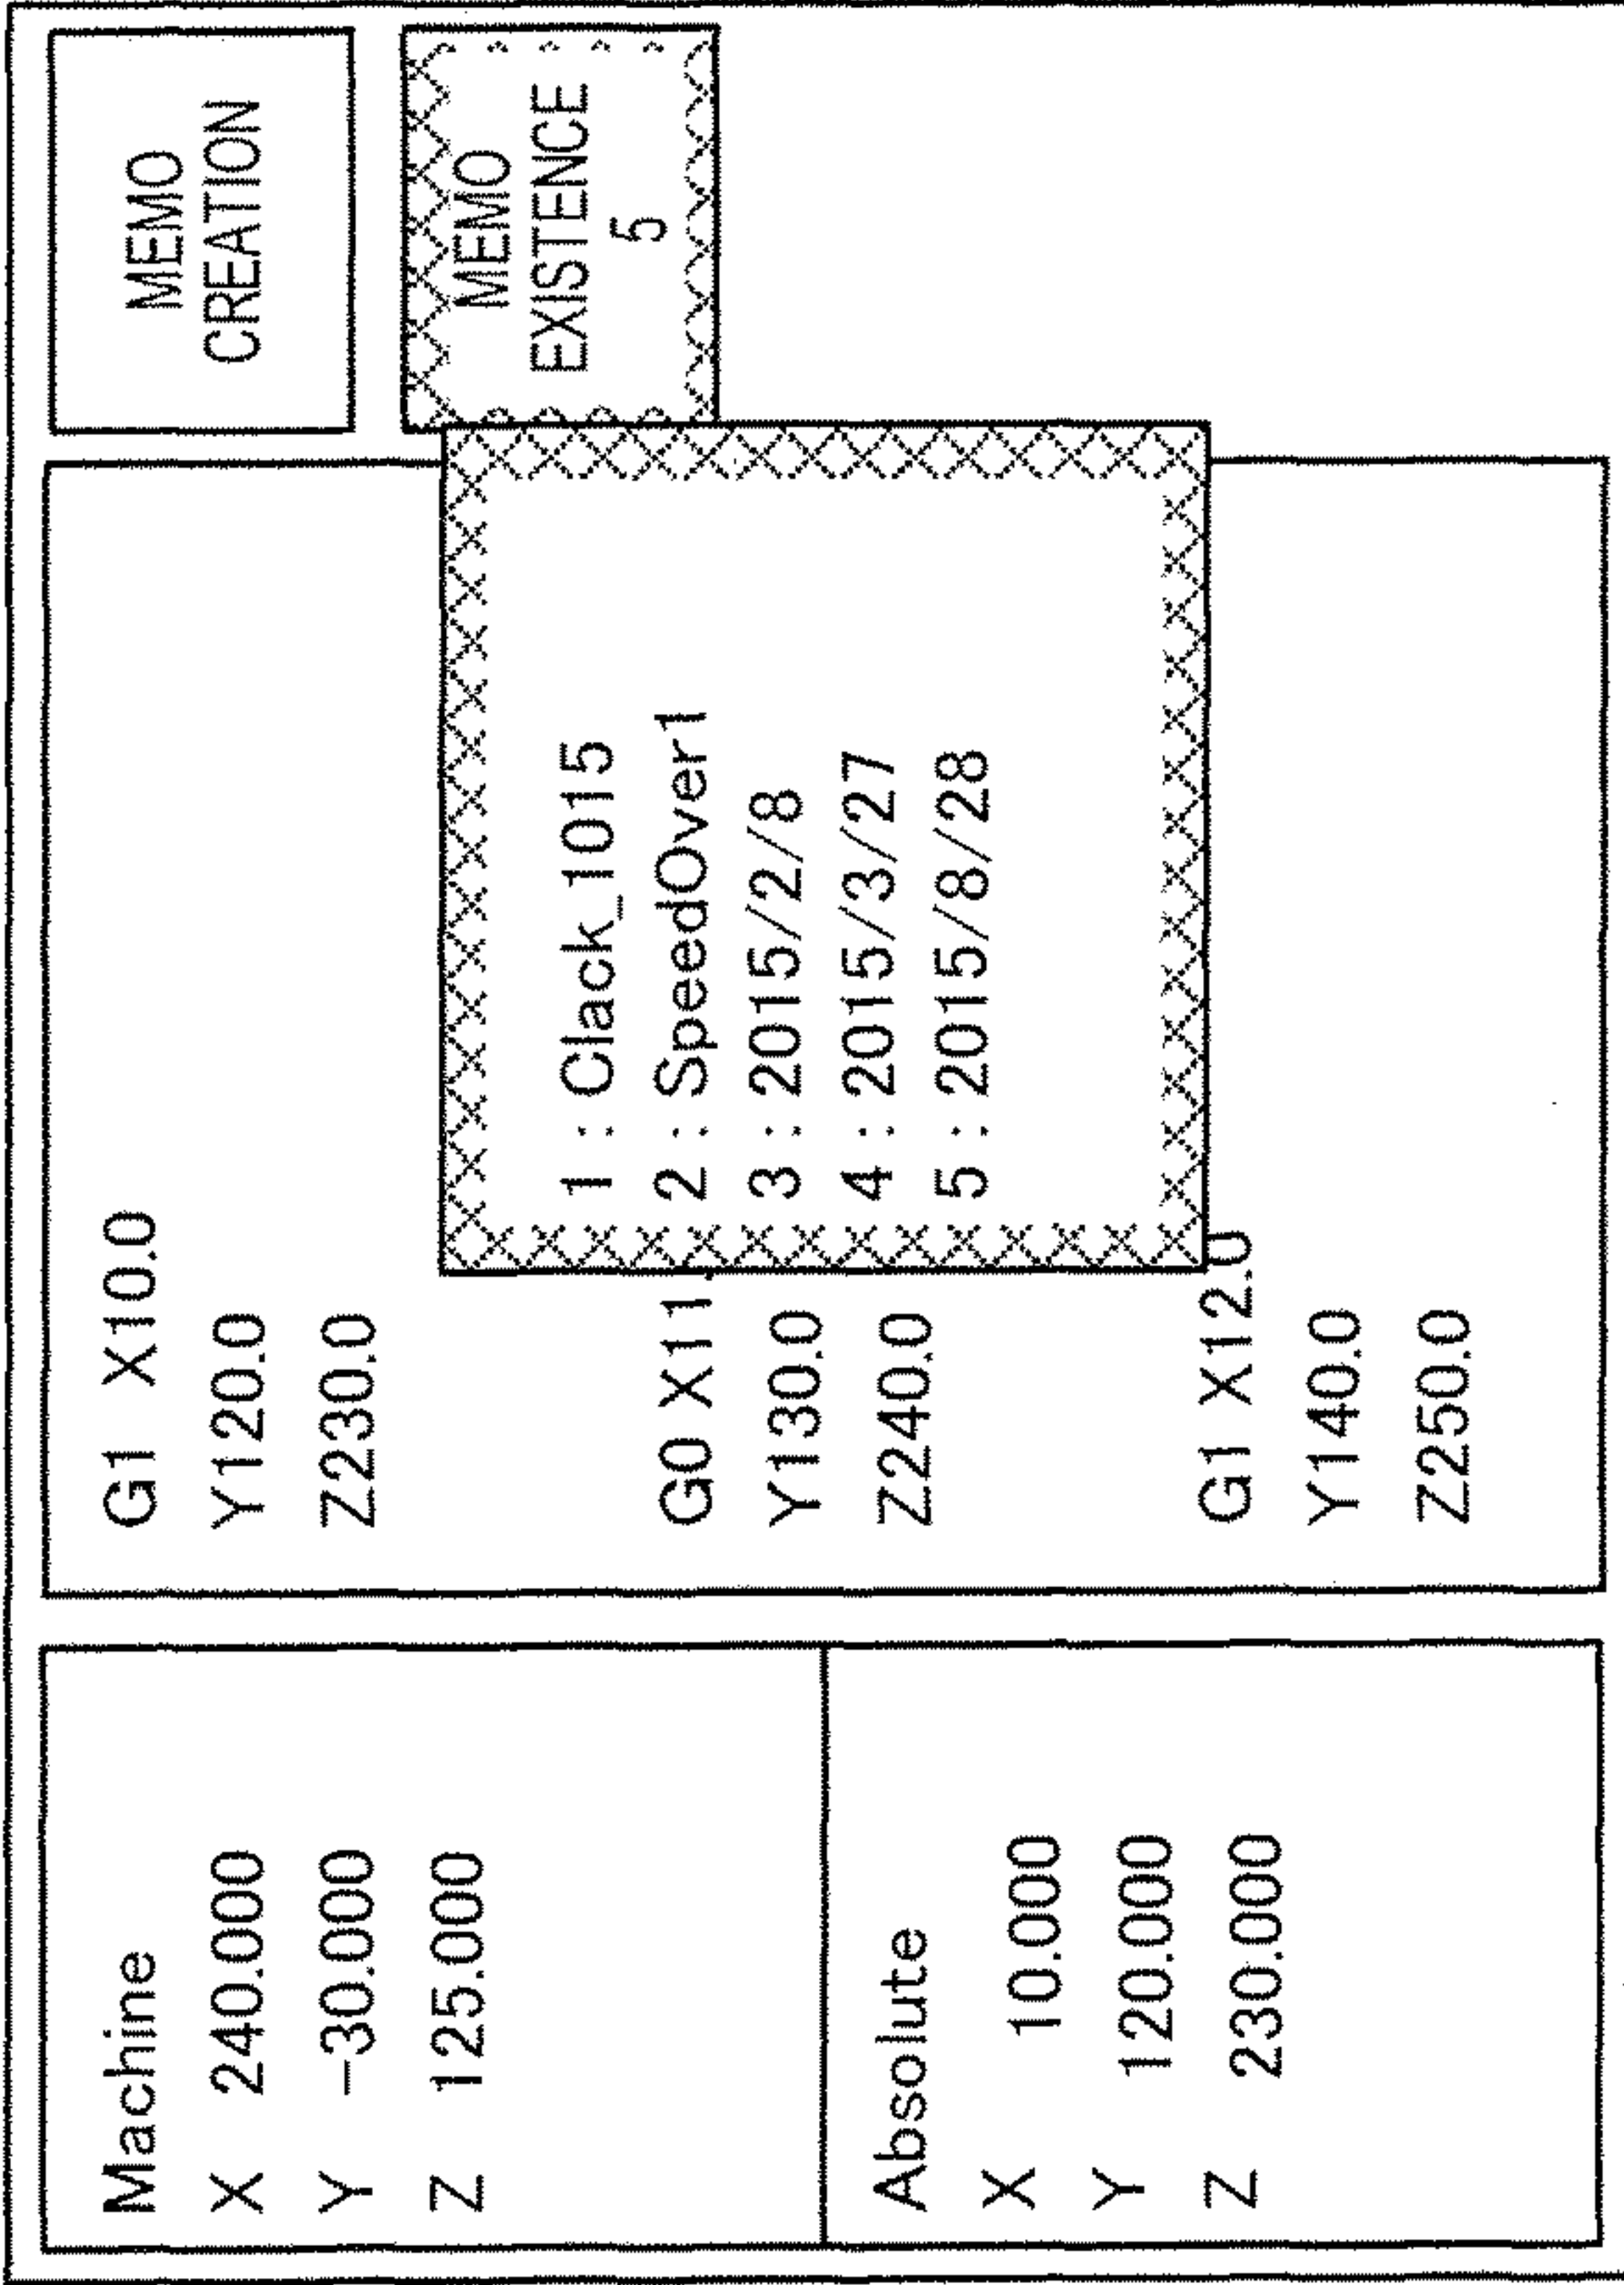 Machine
X 240.000
Y -30.000
Z 125.000
Absolute
X 10.000
Y 120.000
Z 230.000
G1 X10.0
Y120.0
Z230.0
G0 X11.
Y130.0
Z240.0
G1 X12.0
Y140.0
Z250.0
1 : Clack_1015
2 : SpeedOver1
3 : 2015/2/8
4 : 2015/3/27
5 : 2015/8/28
MEMO
CREATION
MEMO
EXISTENCE
5